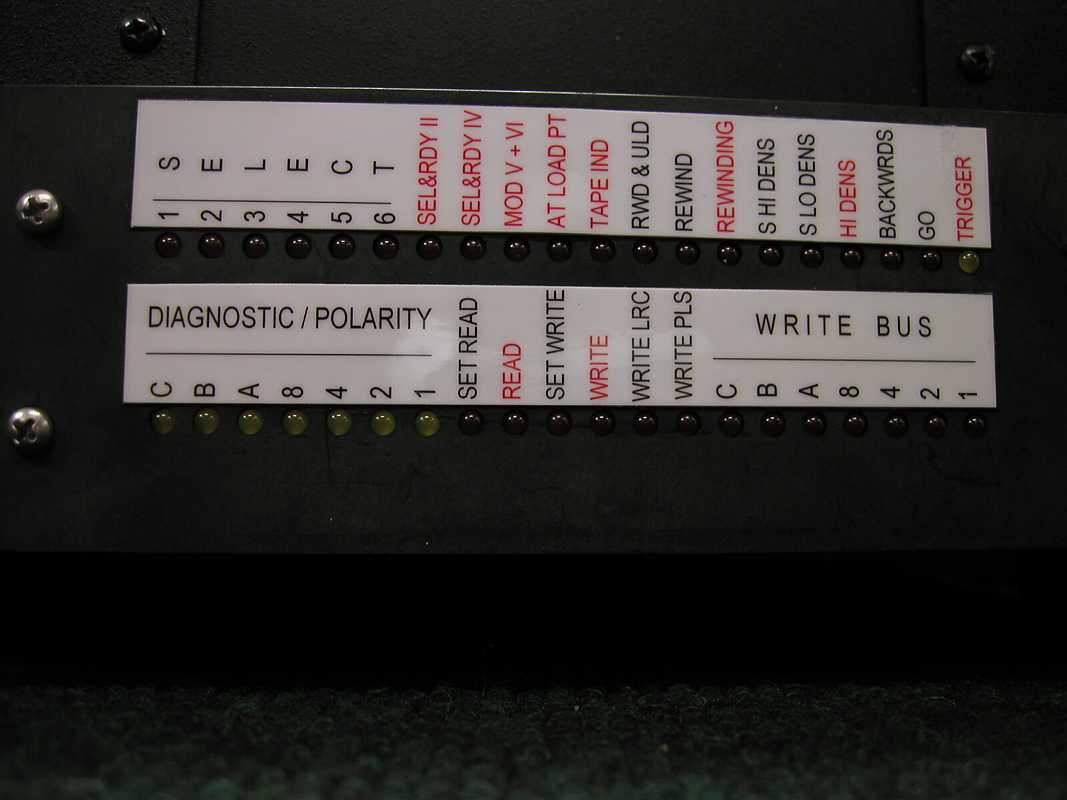 S E L E C T
1 2 3 4 5 6
SEL&RDY II
SEL&RDY IV
MOD V + VI
AT LOAD PT
TAPE IND
RWD & ULD
REWIND
REWINDING
S HI DENS
S LO DENS
HI DENS
BACKWRDS
GO
TRIGGER
DIAGNOSTIC / POLARITY
C B A 8 4 2 1
SET READ
READ
SET WRITE
WRITE
WRITE LRC
WRITE PLS
WRITE BUS
C B A 8 4 2 1